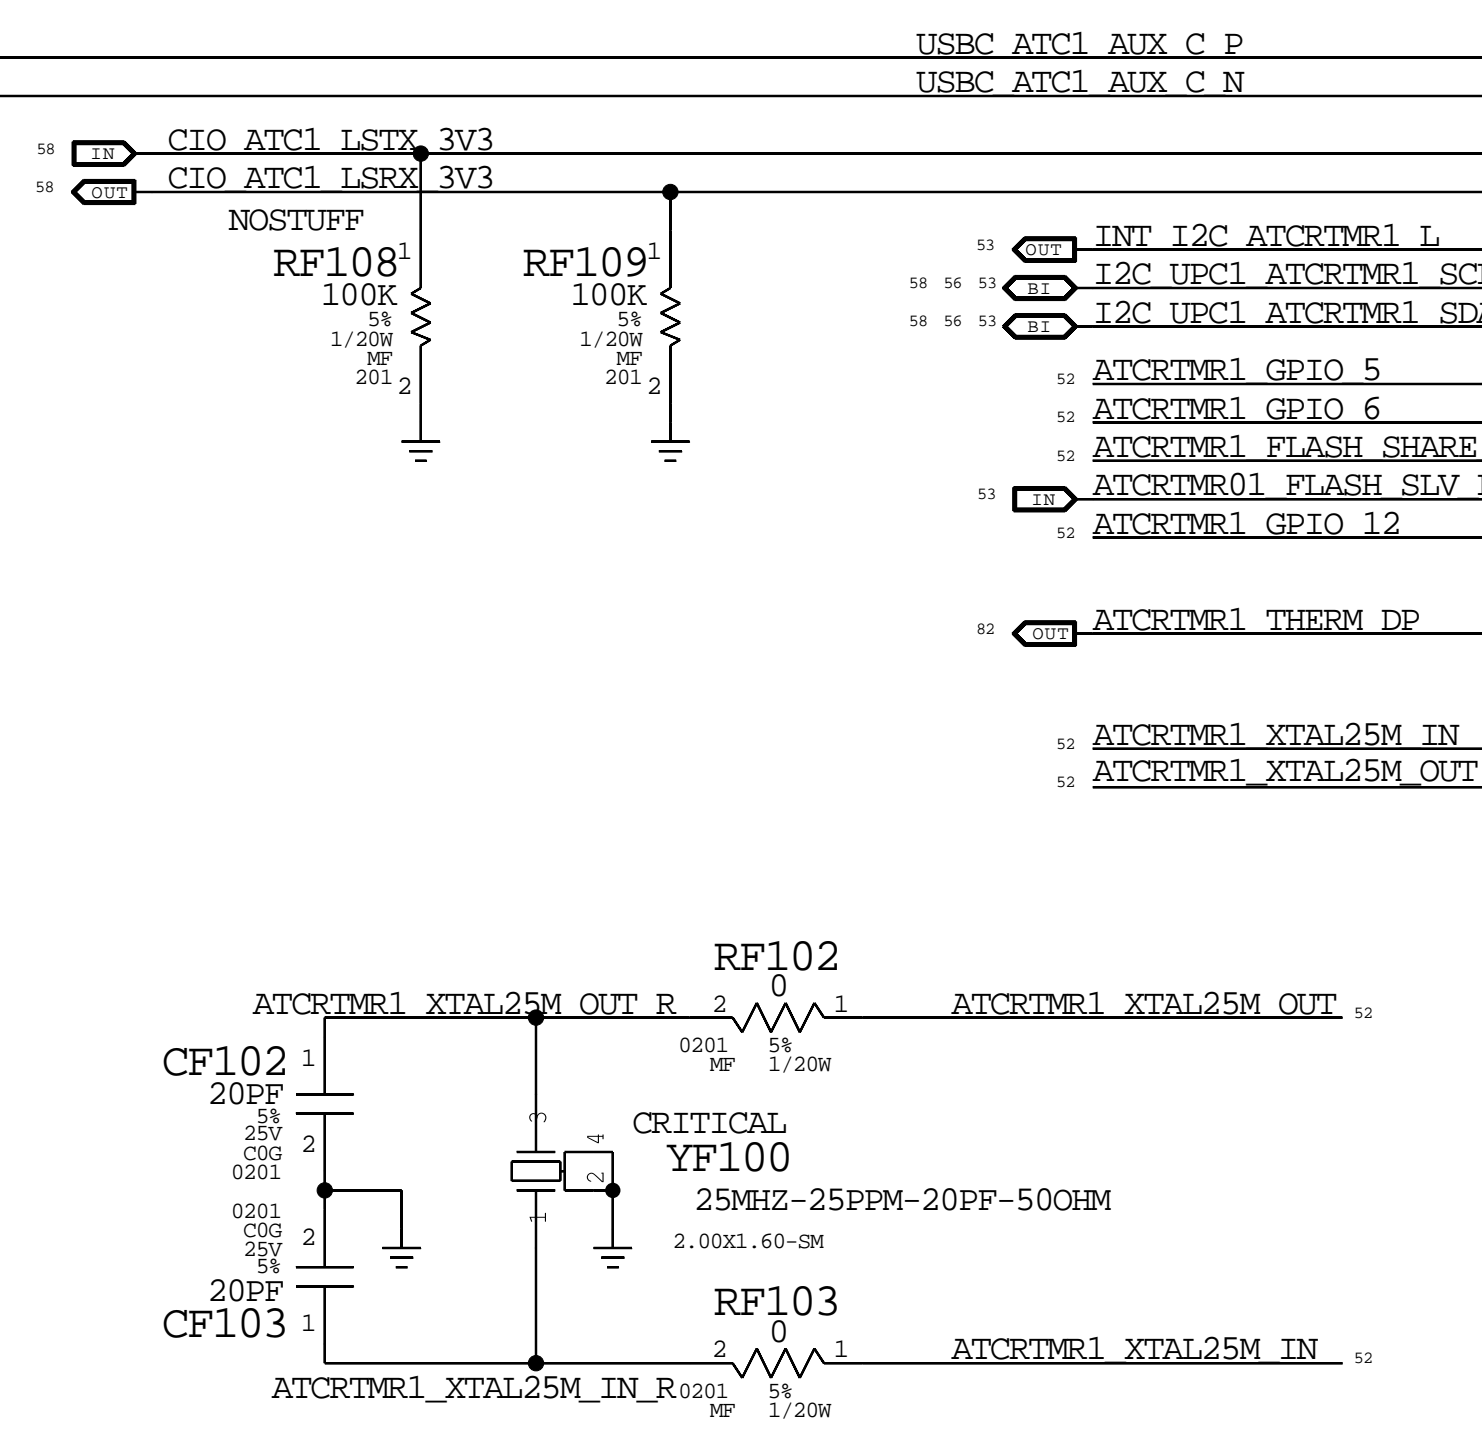 USBC_ATC1_AUX_C_P
USBC_ATC1_AUX_C_N
58 IN CIO_ATC1_LSTX_3V3
58 OUT CIO_ATC1_LSRX_3V3
NOSTUFF
RF108 1
100K
5%
1/20W
MF
201 2
RF109 1
100K
5%
1/20W
MF
201 2
53 OUT INT_I2C_ATCRTMR1_L
58 56 53 BI I2C_UPC1_ATCRTMR1_SC
58 56 53 BI I2C_UPC1_ATCRTMR1_SD
52 ATCRTMR1_GPIO_5
52 ATCRTMR1_GPIO_6
52 ATCRTMR1_FLASH_SHARE
53 IN ATCRTMR01_FLASH_SLV_
52 ATCRTMR1_GPIO_12
82 OUT ATCRTMR1_THERM_DP
52 ATCRTMR1_XTAL25M_IN
52 ATCRTMR1_XTAL25M_OUT
RF102
0
ATCRTMR1_XTAL25M_OUT_R 2 1 ATCRTMR1_XTAL25M_OUT 52
0201 5%
MF 1/20W
CF102 1
20PF
5%
25V
C0G 2
0201
3
4
CRITICAL
YF100
2
25MHZ-25PPM-20PF-50OHM
1
2.00X1.60-SM
0201
C0G 2
25V
5%
20PF
CF103 1
RF103
0
2 1 ATCRTMR1_XTAL25M_IN 52
ATCRTMR1_XTAL25M_IN_R 0201 5%
MF 1/20W